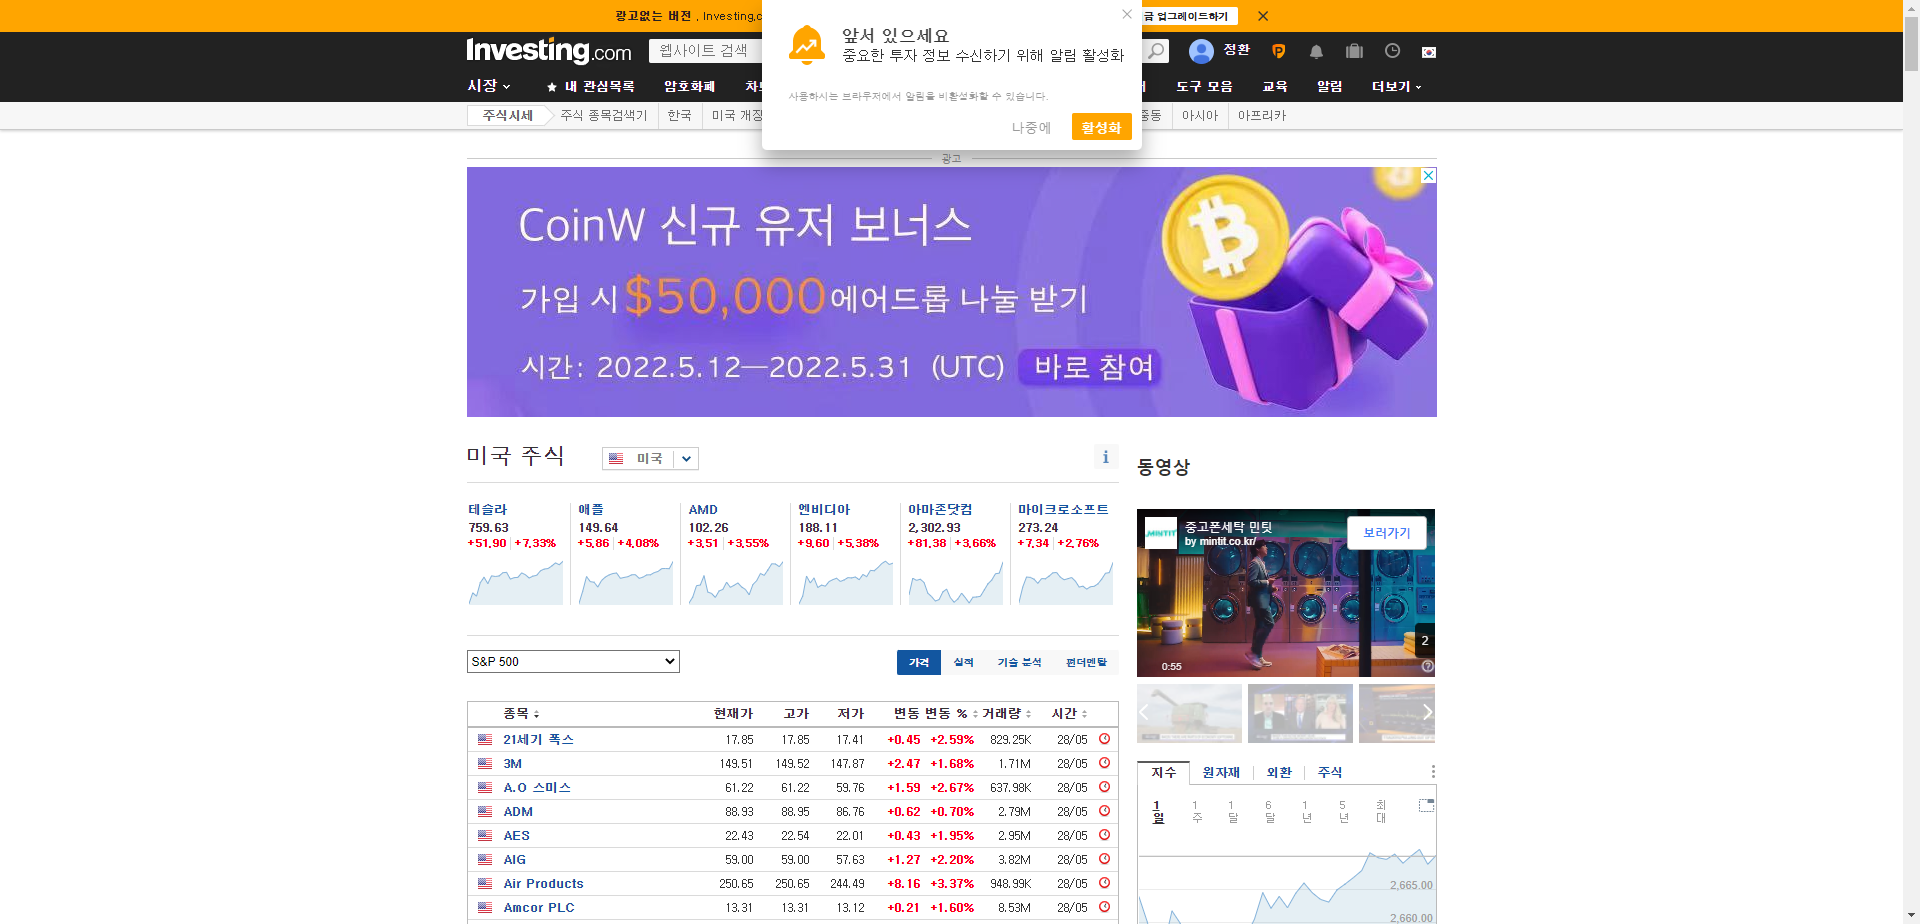 광고없는 버전 . Investing.c
금 업그레이드하기
앞서 있으세요
중요한 투자 정보 수신하기 위해 알림 활성화
사용하시는 브라우저에서 알림을 비활성화할 수 있습니다.
나중에
활성화
Investing.com
웹사이트 검색
정환
시장
내 관심목록
암호화폐
도구 모음
교육
알림
더보기
주식시세
주식 종목검색기
한국
미국 개장
중동
아시아
아프리카
광고
CoinW 신규 유저 보너스
가입 시 $50,000 에어드롭 나눌 받기
시간: 2022.5.12—2022.5.31 (UTC) 바로 참여
미국 주식
미국
i
동영상
테슬라
759.63
+51.90 +7.33%
애플
149.64
+5.86 +4.08%
AMD
102.26
+3.51 +3.55%
엔비디아
188.11
+9.60 +5.38%
아마존닷컴
2,302.93
+81.38 +3.66%
마이크로소프트
273.24
+7.34 +2.76%
S&P 500
가격 실적 기술 분석 펀더멘탈
종목 현재가 고가 저가 변동 변동 % 거래량 시간
21세기 폭스 17.85 17.85 17.41 +0.45 +2.59% 829.25K 28/05
3M 149.51 149.52 147.87 +2.47 +1.68% 1.71M 28/05
A.O 스미스 61.22 61.22 59.76 +1.59 +2.67% 637.98K 28/05
ADM 88.93 88.95 86.76 +0.62 +0.70% 2.79M 28/05
AES 22.43 22.54 22.01 +0.43 +1.95% 2.95M 28/05
AIG 59.00 59.00 57.63 +1.27 +2.20% 3.82M 28/05
Air Products 250.65 250.65 244.49 +8.16 +3.37% 948.99K 28/05
Amcor PLC 13.31 13.31 13.12 +0.21 +1.60% 8.53M 28/05
MINTIT
중고폰세탁 민팃
by mintit.co.kr/
보러가기
2
0:55
지수 원자재 외환 주식
1일 1주 1달 6달 1년 5년 최대
2,665.00
2,660.00